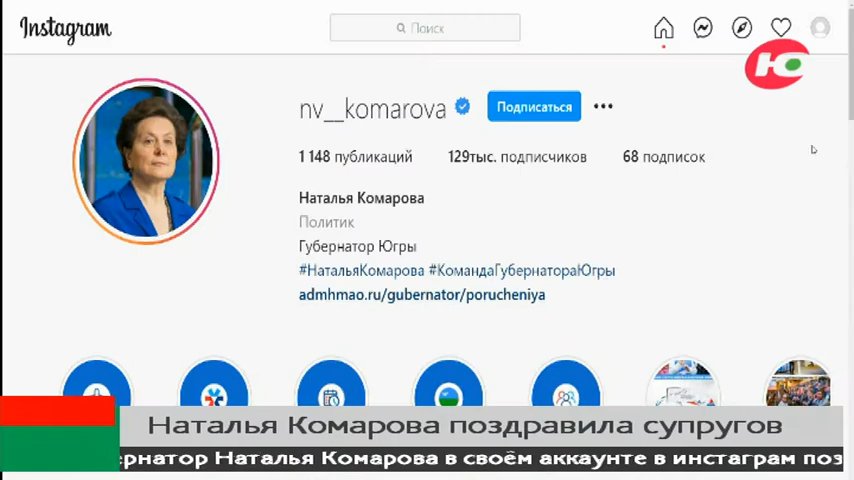 Instagram
Поиск
Ю
nv__komarova Подписаться
1 148 публикаций 129тыс. подписчиков 68 подписок
Наталья Комарова
Политик
Губернатор Югры
#НатальяКомарова #КомандаГубернатораЮгры
admhmao.ru/gubernator/porucheniya
Наталья Комарова поздравила супругов
ернатор Наталья Комарова в своём аккаунте в инстаграм поз